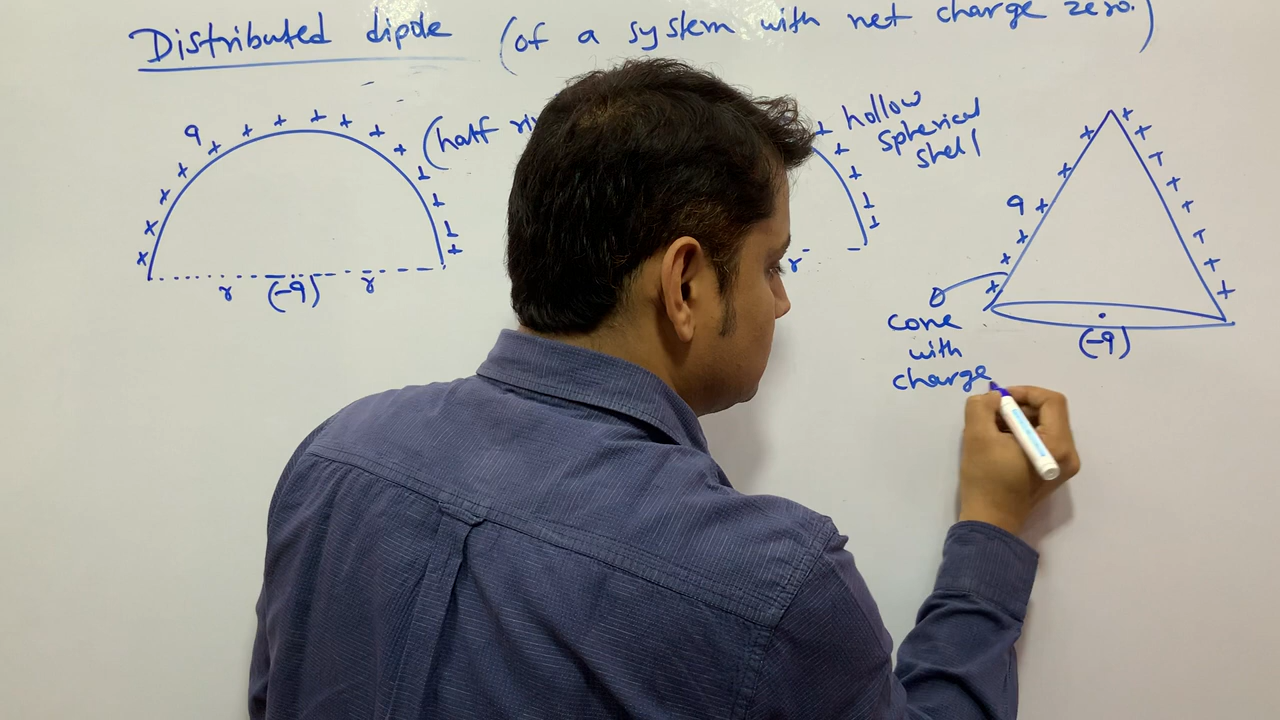 Distributed dipole (of a system with net charge zero.)
q
(half
r (-q) r
hollow
spherical
shell
r
q
(-q)
cone
with
charge